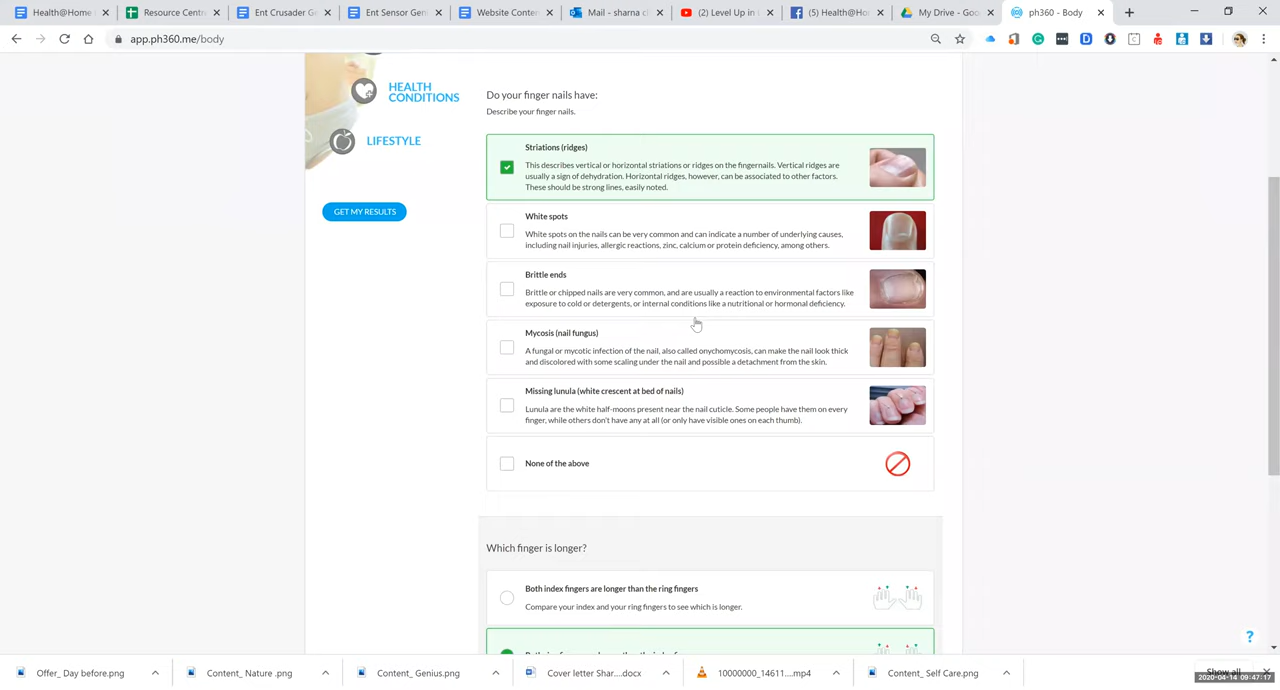 Health@Home
Resource Centr
Ent Crusader Ge
Ent Sensor Gen
Website Conten
Mail - sharna cl
(2) Level Up in
(5) Health@Ho
My Drive - Goo
ph360 - Body
app.ph360.me/body
HEALTH
CONDITIONS
LIFESTYLE
GET MY RESULTS
Do your finger nails have:
Describe your finger nails.
Striations (ridges)
This describes vertical or horizontal striations or ridges on the fingernails. Vertical ridges are
usually a sign of dehydration. Horizontal ridges, however, can be associated to other factors.
These should be strong lines, easily noted.
White spots
White spots on the nails can be very common and can indicate a number of underlying causes,
including nail injuries, allergic reactions, zinc, calcium or protein deficiency, among others.
Brittle ends
Brittle or chipped nails are very common, and are usually a reaction to environmental factors like
exposure to cold or detergents, or internal conditions like a nutritional or hormonal deficiency.
Mycosis (nail fungus)
A fungal or mycotic infection of the nail, also called onychomycosis, can make the nail look thick
and discolored with some scaling under the nail and possible a detachment from the skin.
Missing lunula (white crescent at bed of nails)
Lunula are the white half-moons present near the nail cuticle. Some people have them on every
finger, while others don't have any at all (or only have visible ones on each thumb).
None of the above
Which finger is longer?
Both index fingers are longer than the ring fingers
Compare your index and your ring fingers to see which is longer.
?
Offer_ Day before.png
Content_ Nature .png
Content_ Genius.png
Cover letter Shar....docx
10000000_14611....mp4
Content_ Self Care.png
Show all
2020-04-14 09:47:17